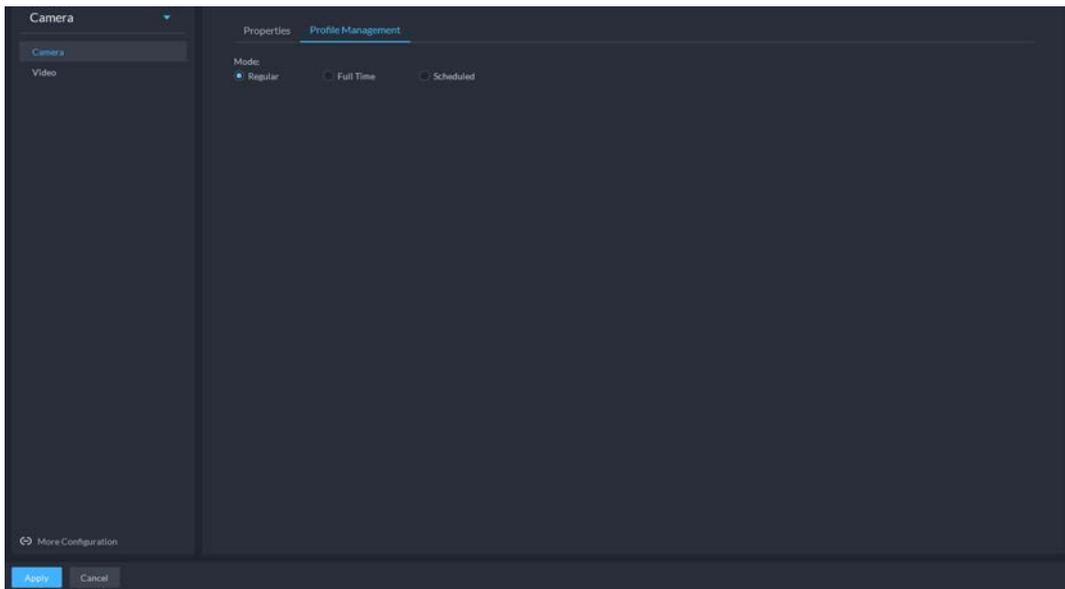 Camera
Camera
Video
More Configuration
Properties Profile Management
Mode:
Regular Full Time Scheduled
Apply Cancel